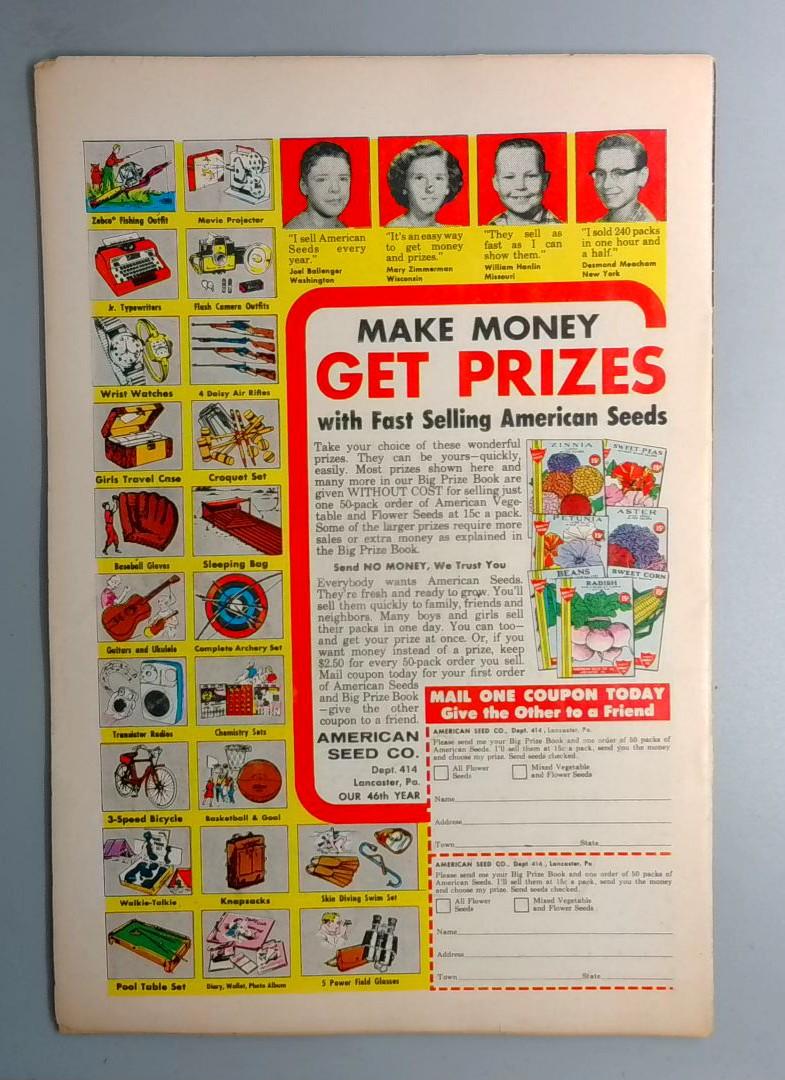 Zebco® Fishing Outfit
Movie Projector
Jr. Typewriters
Flash Camera Outfits
Wrist Watches
4 Daisy Air Rifles
Girls Travel Case
Croquet Set
Baseball Gloves
Sleeping Bag
Guitars and Ukulele
Complete Archery Set
Transistor Radios
Chemistry Sets
3-Speed Bicycle
Basketball & Goal
Walkie-Talkie
Knapsacks
Skin Diving Swim Set
Pool Table Set
Diary, Wallet, Photo Album
5 Power Field Glasses
"I sell American
Seeds every
year."
Joel Ballenger
Washington
"It's an easy way
to get money
and prizes."
Mary Zimmerman
Wisconsin
"They sell as
fast as I can
show them."
William Hanlin
Missouri
"I sold 240 packs
in one hour and
a half."
Desmond Meacham
New York
MAKE MONEY
GET PRIZES
with Fast Selling American Seeds
Take your choice of these wonderful
prizes. They can be yours—quickly,
easily. Most prizes shown here and
many more in our Big Prize Book are
given WITHOUT COST for selling just
one 50-pack order of American Vege-
table and Flower Seeds at 15c a pack.
Some of the larger prizes require more
sales or extra money as explained in
the Big Prize Book.
Send NO MONEY, We Trust You
Everybody wants American Seeds.
They're fresh and ready to grow. You'll
sell them quickly to family, friends and
neighbors. Many boys and girls sell
their packs in one day. You can too—
and get your prize at once. Or, if you
want money instead of a prize, keep
$2.50 for every 50-pack order you sell.
Mail coupon today for your first order
of American Seeds
and Big Prize Book
—give the other
coupon to a friend.
AMERICAN
SEED CO.
Dept. 414
Lancaster, Pa.
OUR 46th YEAR
ZINNIA
SWEET PEAS
PETUNIA
ASTER
BEANS
SWEET CORN
RADISH
MAIL ONE COUPON TODAY
Give the Other to a Friend
AMERICAN SEED CO., Dept. 414, Lancaster, Pa.
Please send me your Big Prize Book and one order of 50 packs of
American Seeds. I'll sell them at 15c a pack, send you the money
and choose my prize. Send seeds checked.
All Flower
Seeds
Mixed Vegetable
and Flower Seeds
Name
Address
Town State
AMERICAN SEED CO., Dept 414, Lancaster, Pa
Please send me your Big Prize Book and one order of 50 packs of
American Seeds. I'll sell them at 15c a pack, send you the money
and choose my prize. Send seeds checked.
All Flower
Seeds
Mixed Vegetable
and Flower Seeds
Name
Address
Town State